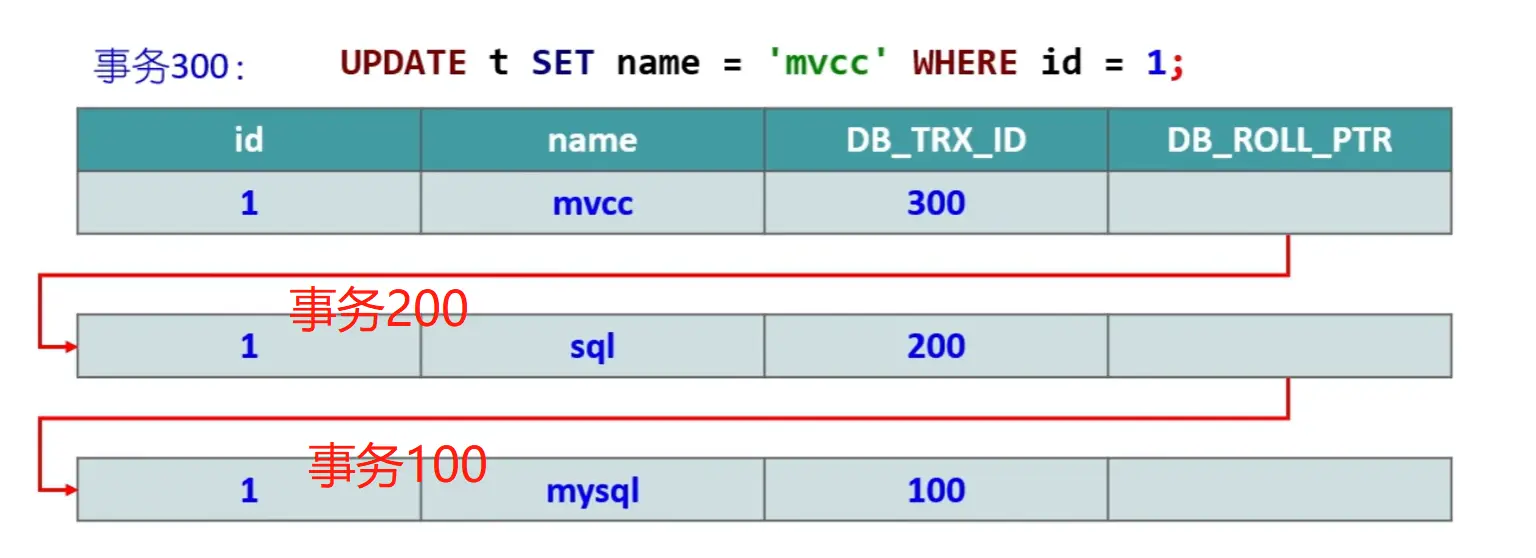 事务300： UPDATE t SET name = 'mvcc' WHERE id = 1;
id name DB_TRX_ID DB_ROLL_PTR
1 mvcc 300
事务200
1 sql 200
事务100
1 mysql 100